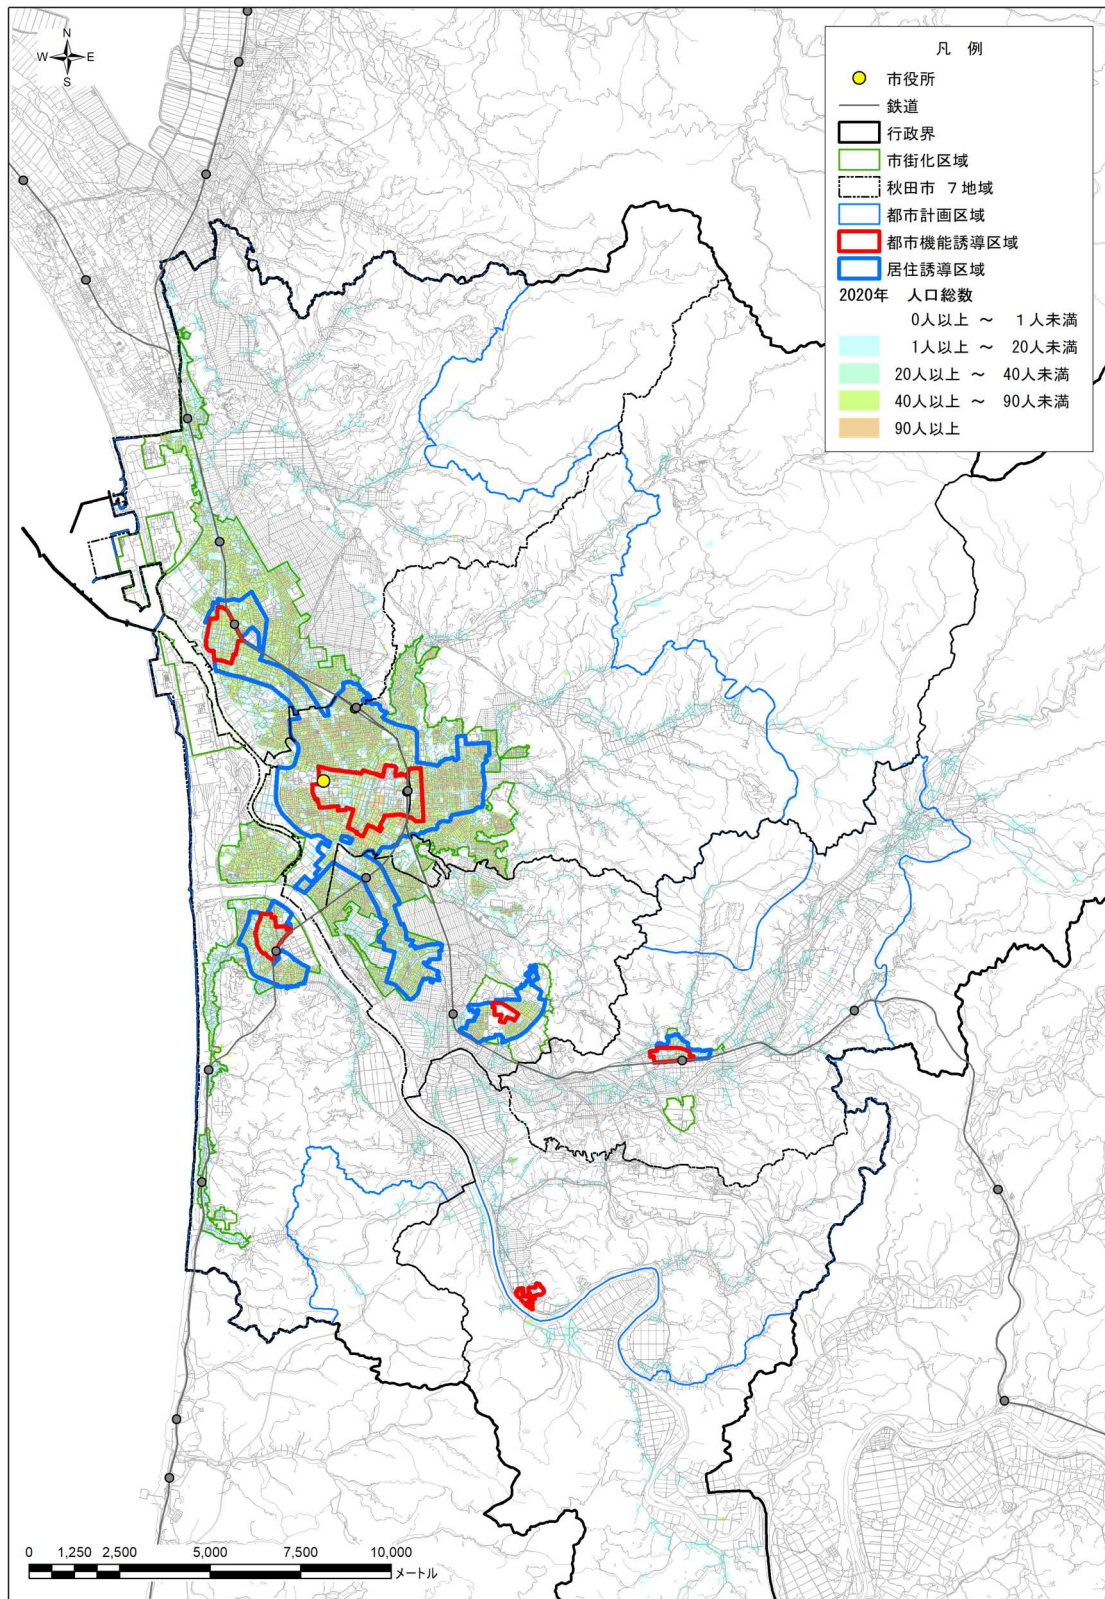 N
W E
S
凡 例
市役所
鉄道
行政界
市街化区域
秋田市 7地域
都市計画区域
都市機能誘導区域
居住誘導区域
2020年 人口総数
0人以上 ～ 1人未満
1人以上 ～ 20人未満
20人以上 ～ 40人未満
40人以上 ～ 90人未満
90人以上
0 1,250 2,500 5,000 7,500 10,000
メートル